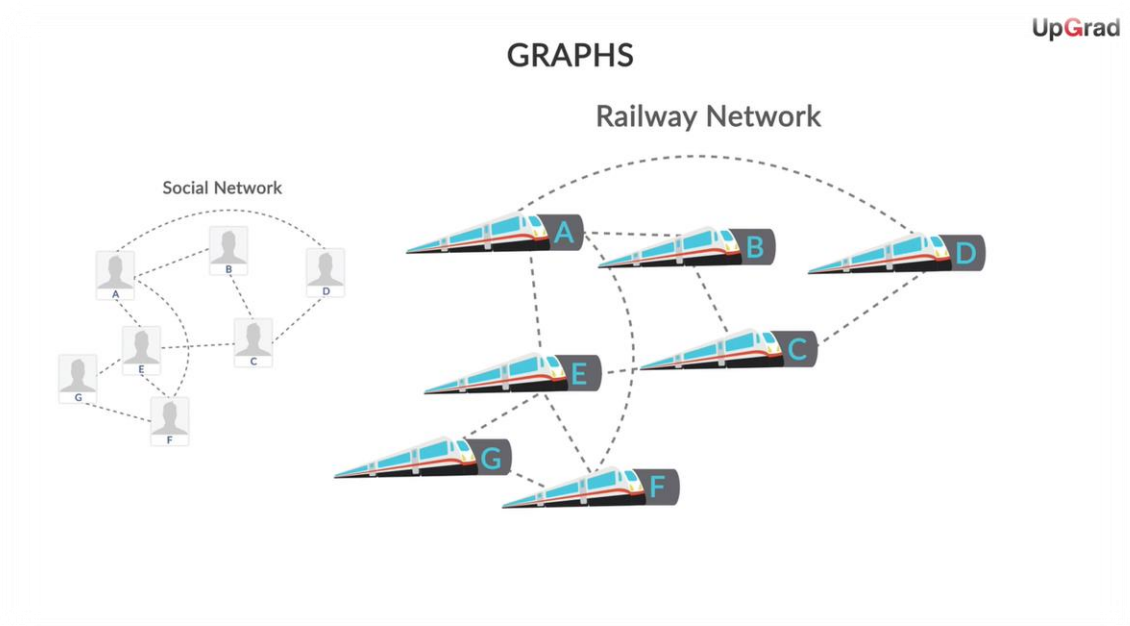 UpGrad
GRAPHS
Railway Network
Social Network
A
B
D
E
C
G
F
A
B
D
C
E
G
F